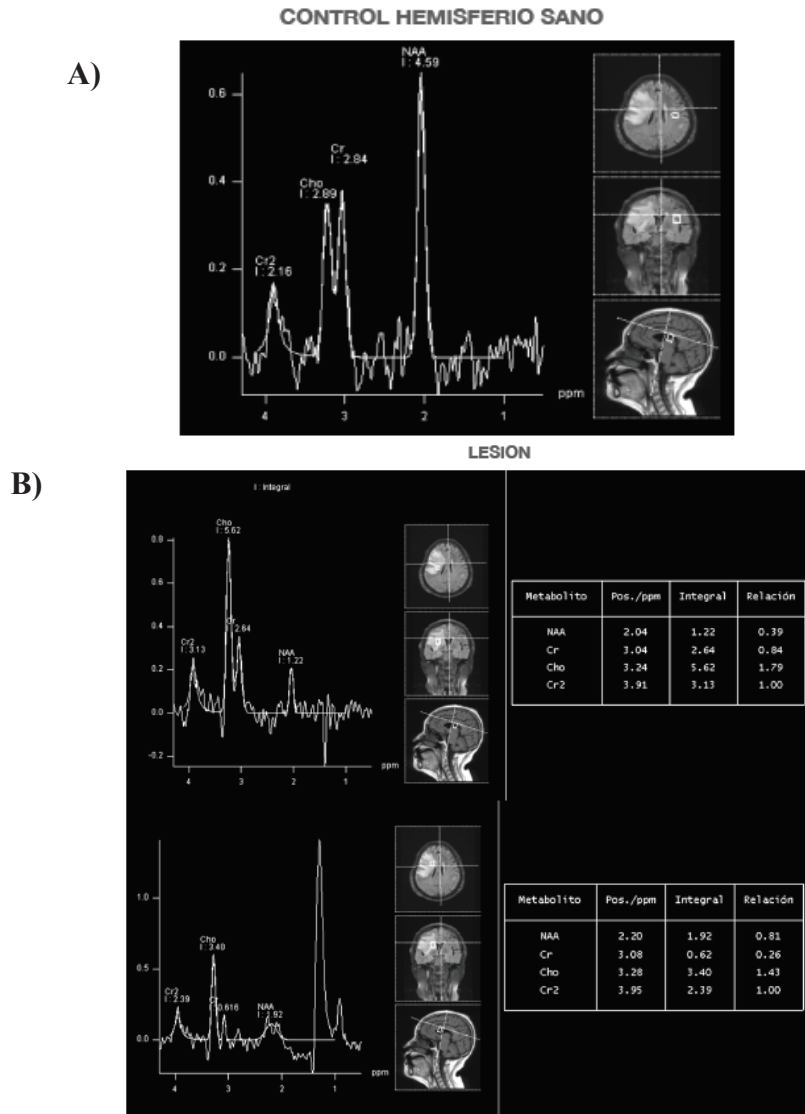 CONTROL HEMISFERIO SANO
A)
NAA
I : 4.59
Cr
I : 2.84
Cho
I : 2.89
Cr2
I : 2.16
0.6
0.4
0.2
0.0
ppm
4 3 2 1
LESION
B)
I : Integral
Cho
I : 5.62
Cr
I : 2.64
Cr2
I : 3.13
NAA
I : 1.22
0.8
0.6
0.4
0.2
0.0
-0.2
ppm
4 3 2 1
Metabolito Pos./ppm Integral Relación
NAA 2.04 1.22 0.39
Cr 3.04 2.64 0.84
Cho 3.24 5.62 1.79
Cr2 3.91 3.13 1.00
Cho
I : 3.40
Cr2
I : 2.39
0.616
NAA
I : 1.92
1.0
0.5
0.0
ppm
4 3 2 1
Metabolito Pos./ppm Integral Relación
NAA 2.20 1.92 0.81
Cr 3.08 0.62 0.26
Cho 3.28 3.40 1.43
Cr2 3.95 2.39 1.00